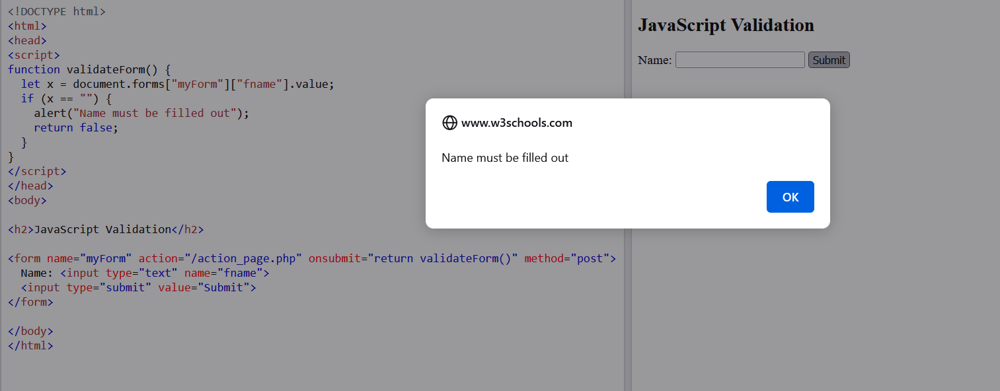 <!DOCTYPE html>
<html>
<head>
<script>
function validateForm() {
  let x = document.forms["myForm"]["fname"].value;
  if (x == "") {
    alert("Name must be filled out");
    return false;
  }
}
</script>
</head>
<body>

<h2>JavaScript Validation</h2>

<form name="myForm" action="/action_page.php" onsubmit="return validateForm()" method="post">
  Name: <input type="text" name="fname">
  <input type="submit" value="Submit">
</form>

</body>
</html>
JavaScript Validation
Name: Submit
www.w3schools.com
Name must be filled out
OK